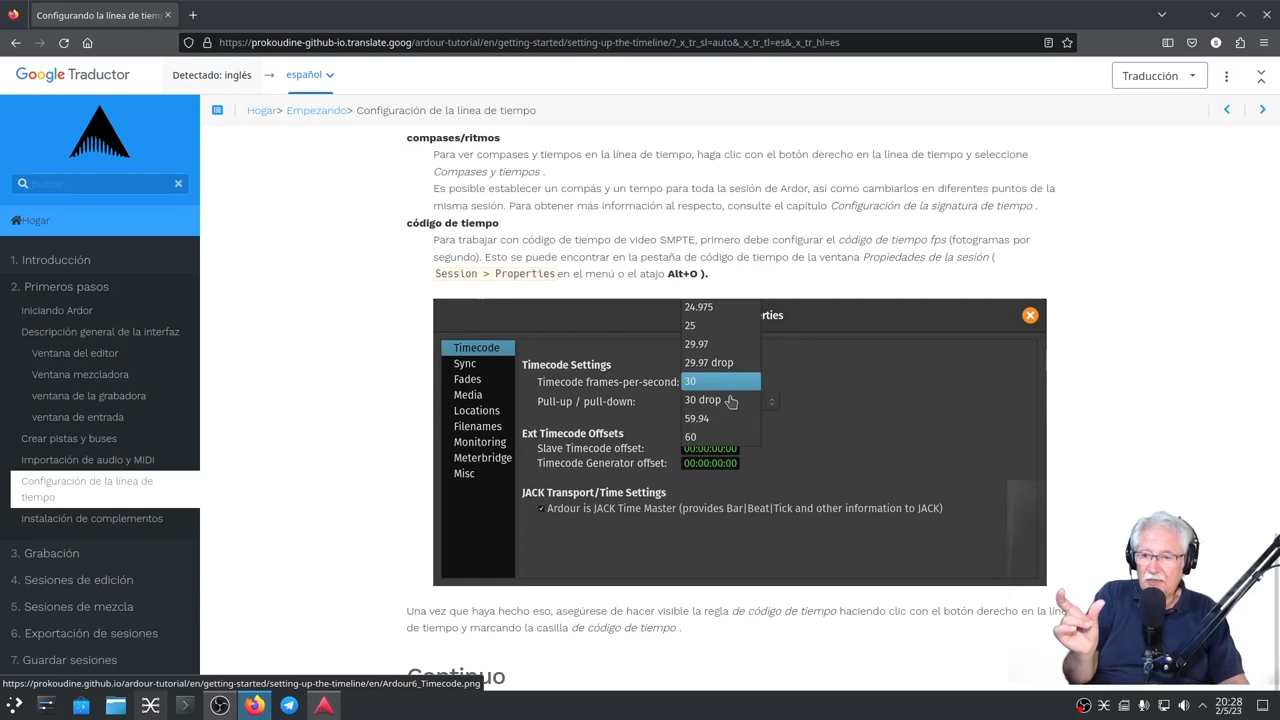 Configurando la línea de tiem
https://prokoudine-github-io.translate.goog/ardour-tutorial/en/getting-started/setting-up-the-timeline/?_x_tr_sl=auto&_x_tr_tl=es&_x_tr_hl=es
Google Traductor
Detectado: inglés
español
Traducción
Hogar> Empezando> Configuración de la línea de tiempo
Buscar...
Hogar
1. Introducción
2. Primeros pasos
Iniciando Ardor
Descripción general de la interfaz
Ventana del editor
Ventana mezcladora
ventana de la grabadora
ventana de entrada
Crear pistas y buses
Importación de audio y MIDI
Configuración de la línea de
tiempo
Instalación de complementos
3. Grabación
4. Sesiones de edición
5. Sesiones de mezcla
6. Exportación de sesiones
7. Guardar sesiones
compases/ritmos
Para ver compases y tiempos en la línea de tiempo, haga clic con el botón derecho en la línea de tiempo y seleccione
Compases y tiempos .
Es posible establecer un compás y un tempo para toda la sesión de Ardor, así como cambiarlos en diferentes puntos de la
misma sesión. Para obtener más información al respecto, consulte el capítulo Configuración de la signatura de tiempo .
código de tiempo
Para trabajar con código de tiempo de video SMPTE, primero debe configurar el código de tiempo fps (fotogramas por
segundo). Esto se puede encontrar en la pestaña de código de tiempo de la ventana Propiedades de la sesión (
Session > Properties en el menú o el atajo Alt+O ).
erties
Timecode
Sync
Fades
Media
Locations
Filenames
Monitoring
Meterbridge
Misc
Timecode Settings
Timecode frames-per-second:
Pull-up / pull-down:
24.975
25
29.97
29.97 drop
30
30 drop
59.94
60
Ext Timecode Offsets
Slave Timecode offset: 00:00:00:00
Timecode Generator offset: 00:00:00:00
JACK Transport/Time Settings
Ardour is JACK Time Master (provides Bar|Beat|Tick and other information to JACK)
Una vez que haya hecho eso, asegúrese de hacer visible la regla de código de tiempo haciendo clic con el botón derecho en la líne
de tiempo y marcando la casilla de código de tiempo .
Continuo
https://prokoudine.github.io/ardour-tutorial/en/getting-started/setting-up-the-timeline/en/Ardour6_Timecode.png
20:28
2/5/23